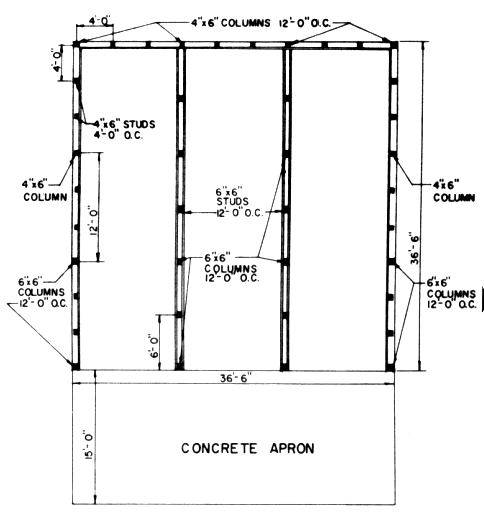 4'-0"
4"x6" COLUMNS 12'-0" O.C.
4'-0"
4"x6" STUDS
4'-0" O.C.
4"x6"
COLUMN
12'-0"
6"x6"
STUDS
12'-0" O.C.
4"x6"
COLUMN
36'-6"
6"x6"
COLUMNS
12'-0" O.C.
6"x6"
COLUMNS
12'-0" O.C.
6"x6"
COLUMNS
12'-0" O.C.
6'-0"
36'-6"
15'-0"
CONCRETE APRON